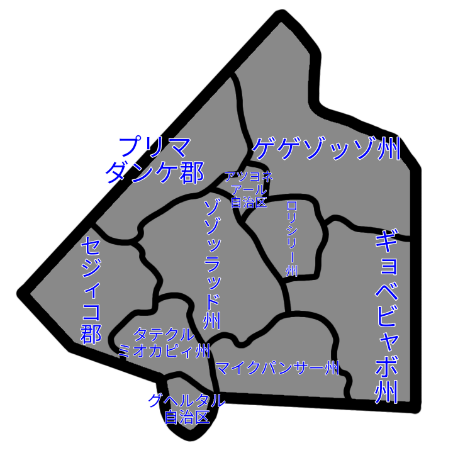 プリマ
ダンケ郡
ゲゲゾッゾ州
アツヨネ
アール
自治区
ゾゾッラッド州
コリシリー州
ギョベビャボ州
セジィコ郡
タテクル
ミオカピィ州
マイクパンサー州
グヘルタル
自治区